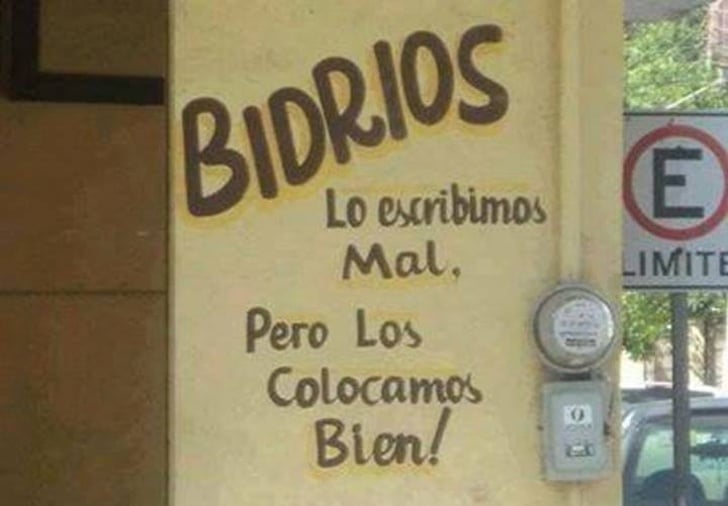 BIDRIOS
Lo escribimos
Mal.
Pero Los
Colocamos
Bien!
E
LIMITE